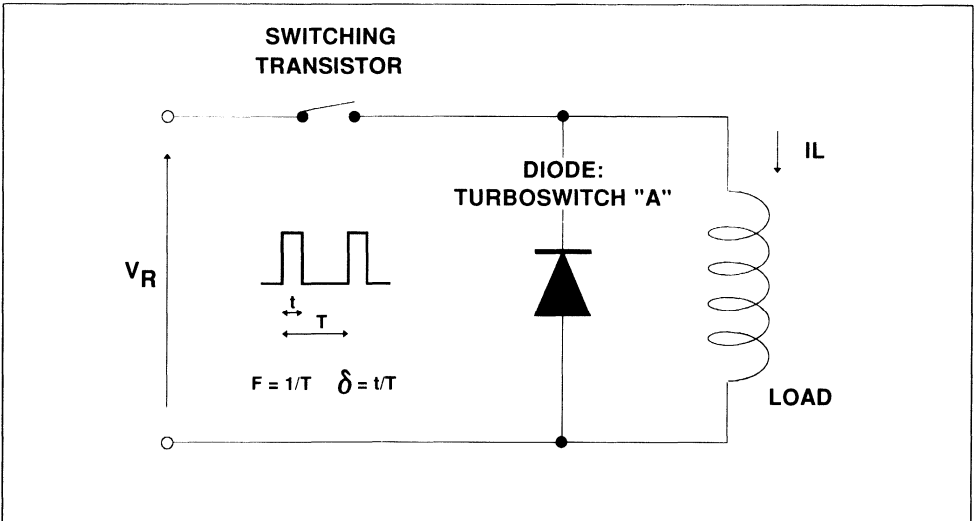 SWITCHING
TRANSISTOR
IL
DIODE:
TURBOSWITCH "A"
VR
t
T
F = 1/T δ = t/T
LOAD